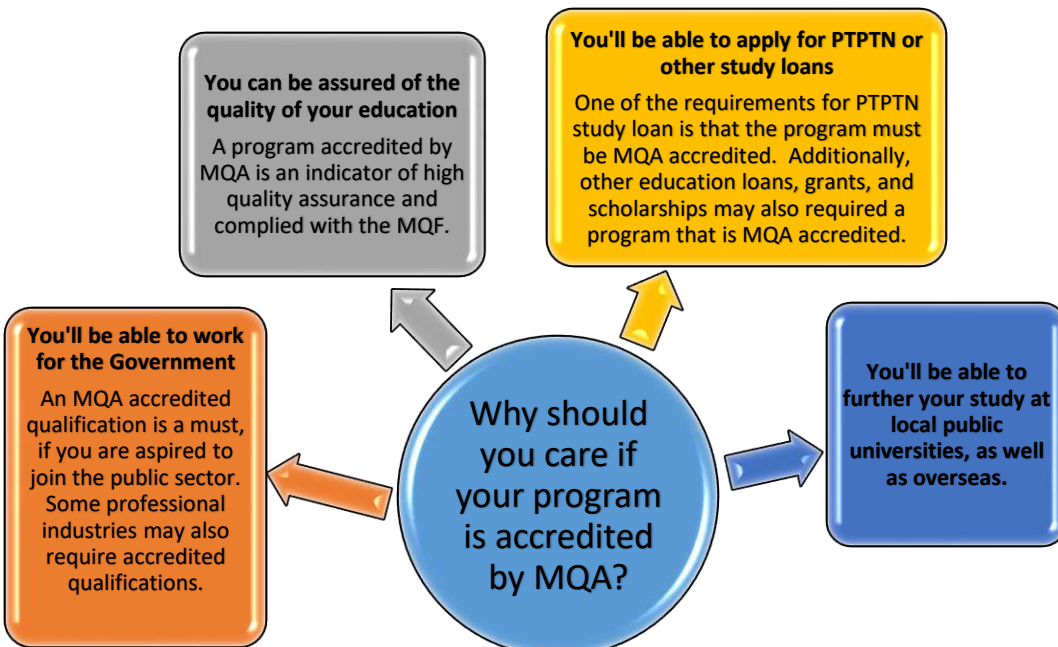 You can be assured of the
quality of your education
A program accredited by
MQA is an indicator of high
quality assurance and
complied with the MQF.
You'll be able to apply for PTPTN or
other study loans
One of the requirements for PTPTN
study loan is that the program must
be MQA accredited.  Additionally,
other education loans, grants, and
scholarships may also required a
program that is MQA accredited.
You'll be able to work
for the Government
An MQA accredited
qualification is a must,
if you are aspired to
join the public sector.
Some professional
industries may also
require accredited
qualifications.
Why should
you care if
your program
is accredited
by MQA?
You'll be able to
further your study at
local public
universities, as well
as overseas.